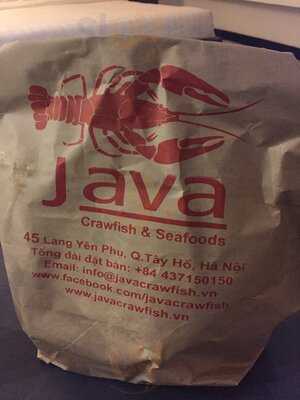 Java
Crawfish & Seafoods
45 Lang Yên Phu, Q.Tây Hồ, Hà Nội
Tổng đài đặt bàn: +84 437150150
Email: info@javacrawfish.vn
www.facebook.com/javacrawfish
www.javacrawfish.vn